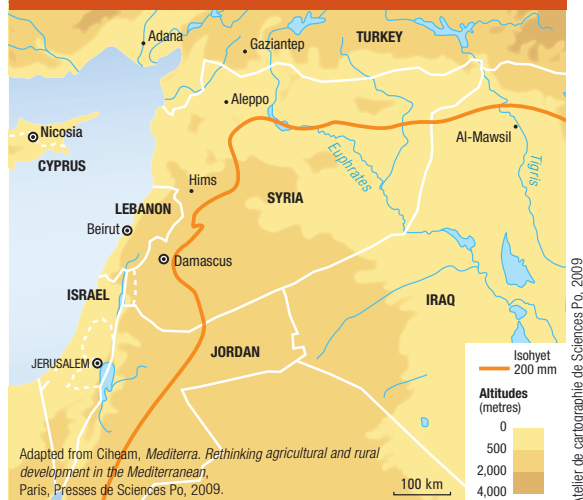 Adana
Gaziantep
TURKEY
Aleppo
Nicosia
CYPRUS
Al-Mawsil
Euphrates
Tigris
Hims
SYRIA
LEBANON
Beirut
Damascus
ISRAEL
IRAQ
JORDAN
JERUSALEM
Isohyet
200 mm
Altitudes
(metres)
0
500
2,000
4,000
100 km
Adapted from Ciheam, Mediterra. Rethinking agricultural and rural
development in the Mediterranean,
Paris, Presses de Sciences Po, 2009.
Atelier de cartographie de Sciences Po, 2009